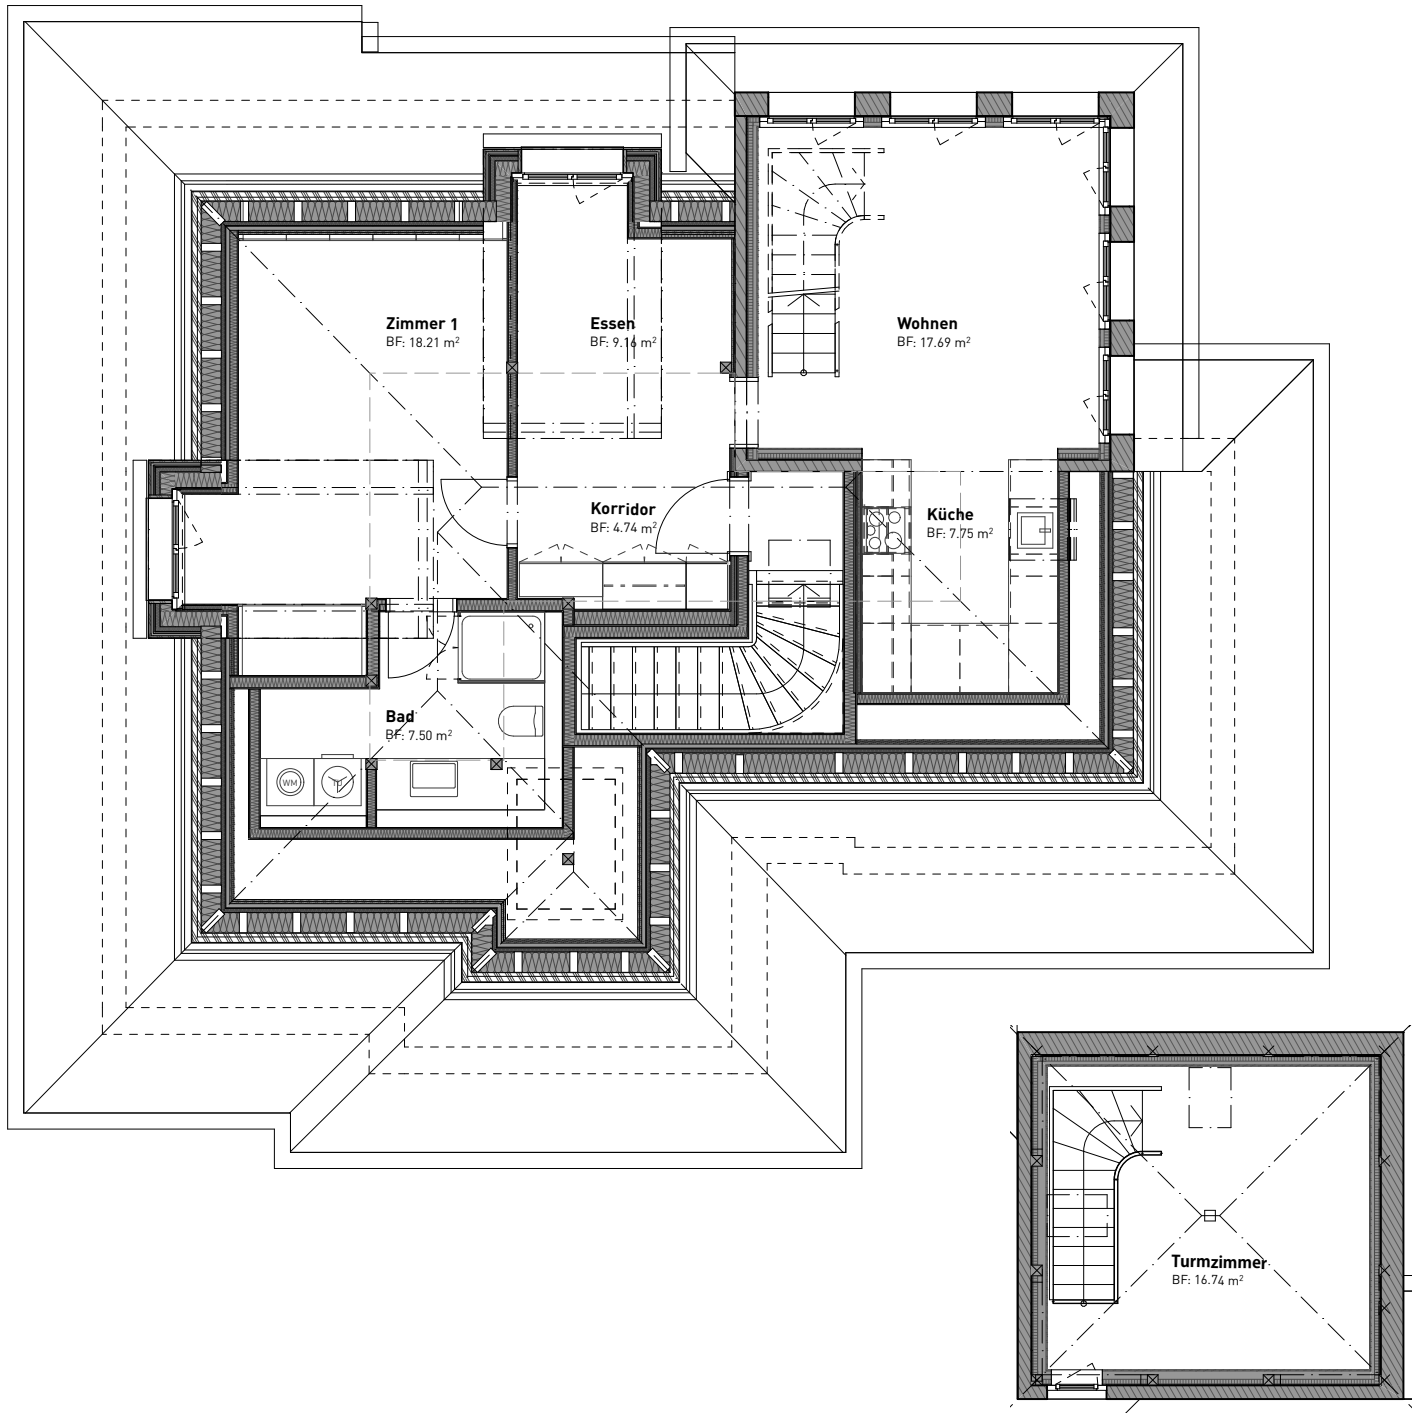 Zimmer 1
BF: 18.21 m²
Essen
BF: 9.16 m²
Wohnen
BF: 17.69 m²
Korridor
BF: 4.74 m²
Küche
BF: 7.75 m²
Bad
BF: 7.50 m²
WM
Turmzimmer
BF: 16.74 m²